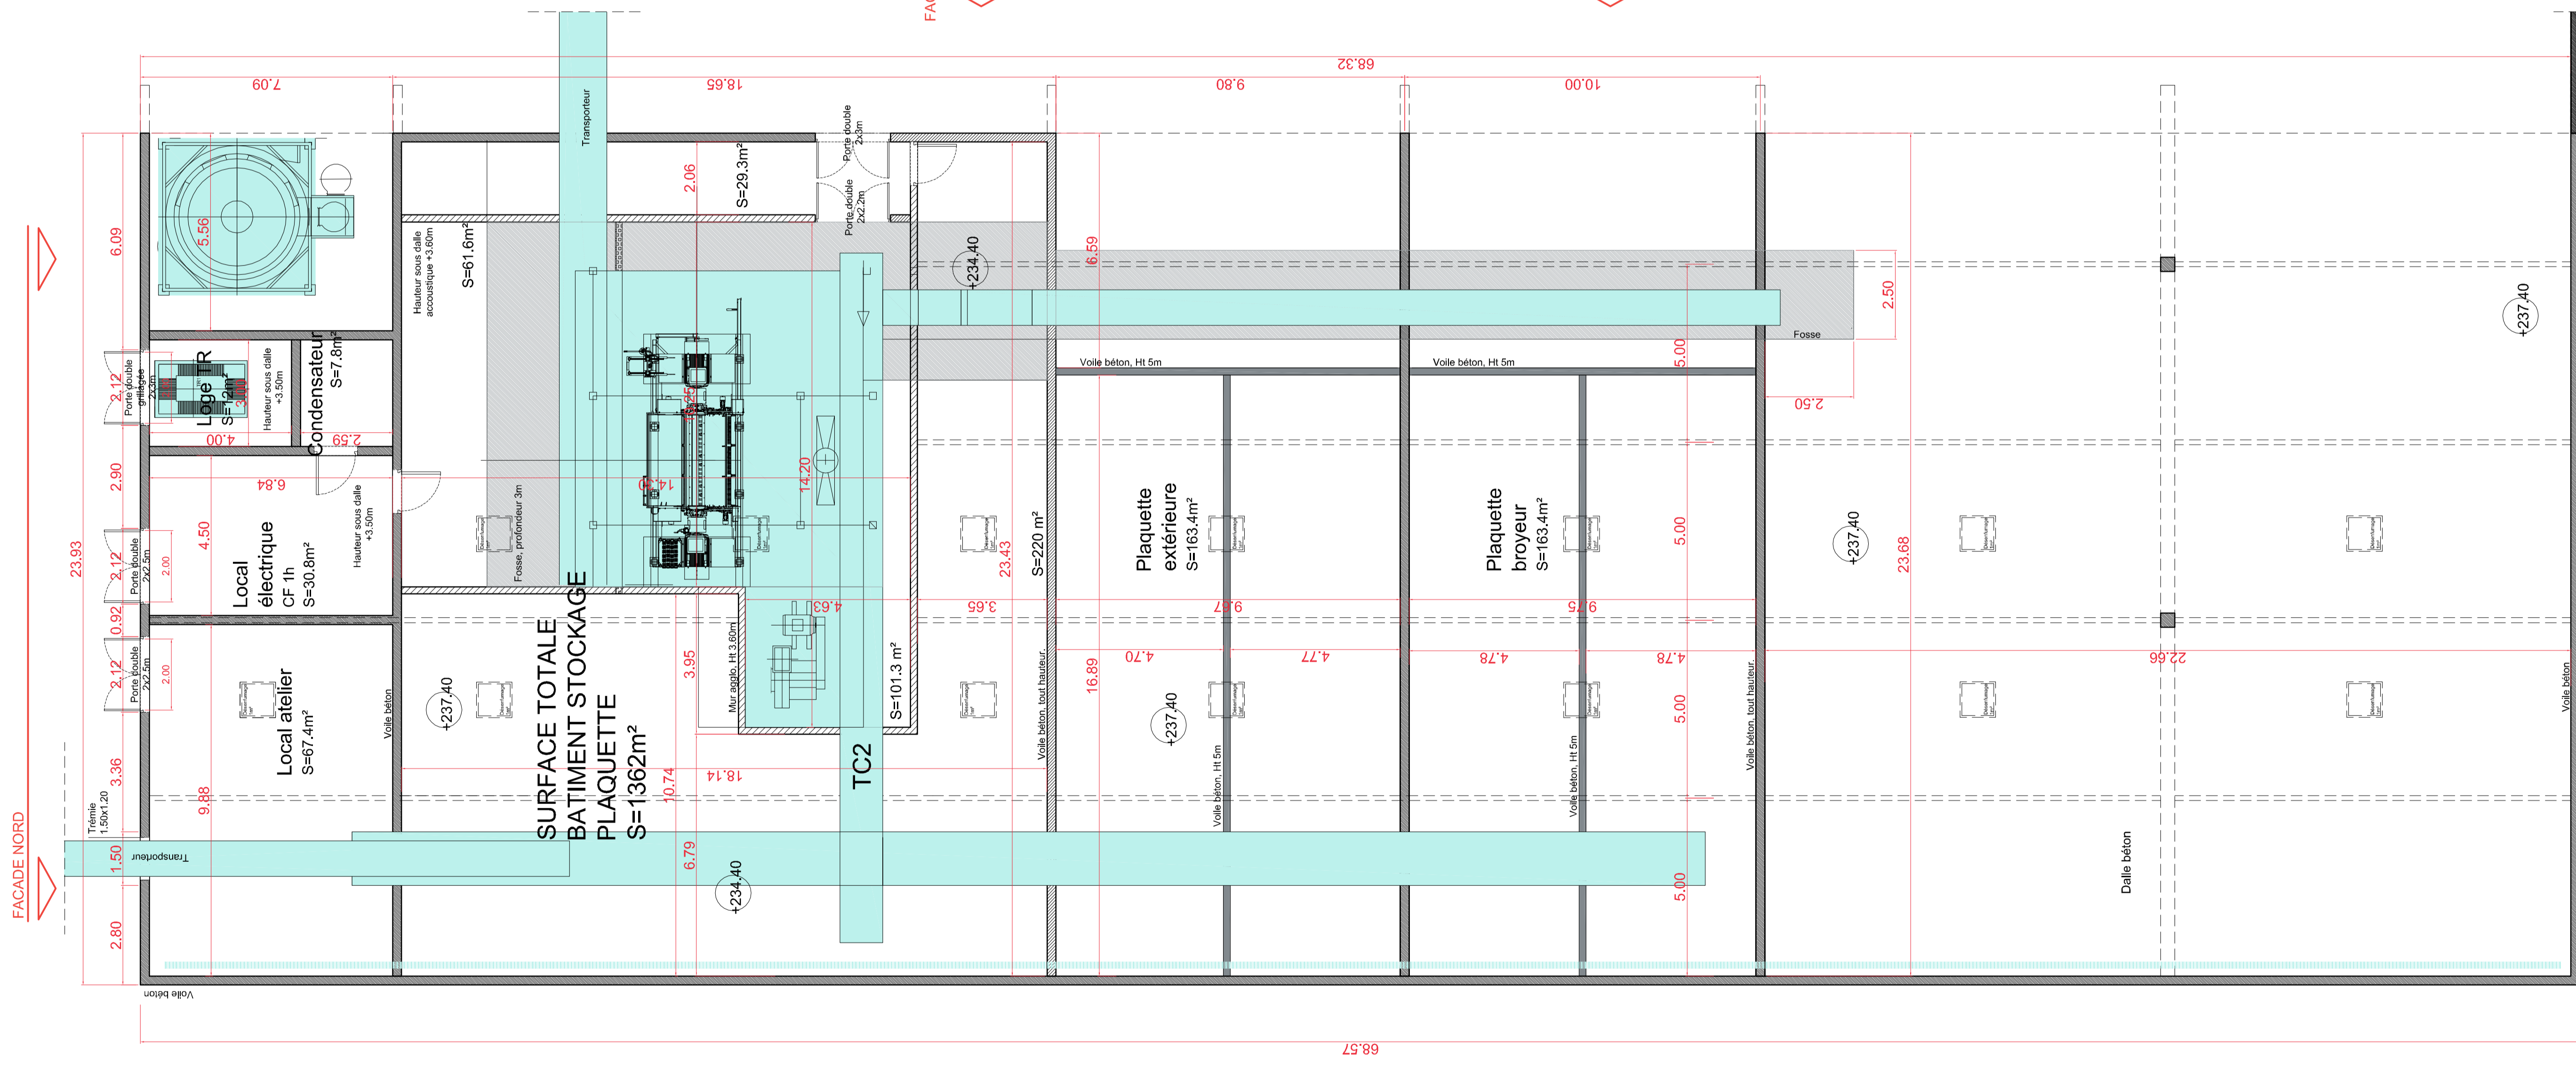 FACADE NORD
68.32
7.09
18.65
9.80
10.00
Transporteur
Porte double
2x3m
Porte double
2x2.2m
2.06
S=29.3m²
6.09
5.56
Hauteur sous dalle
accoustique +3.60m
S=61.6m²
+234.40
6.59
2.50
Fosse
+237.40
Voile béton, Ht 5m
Voile béton, Ht 5m
5.00
2.50
2.12
Porte double
grillagée
2x3m
Loge TR
S=12m²
Hauteur sous dalle
+3.50m
Condensateur
S=7.8m²
4.00
2.59
2.90
6.84
14.20
23.93
4.50
Local
électrique
CF 1h
S=30.8m²
Hauteur sous dalle
+3.50m
Fosse, profondeur 3m
2.12
Porte double
2x2.5m
2.00
0.92
23.43
S=220 m²
Plaquette
extérieure
S=163.4m²
Plaquette
broyeur
S=163.4m²
5.00
+237.40
23.68
4.63
3.65
9.67
9.75
2.12
Porte double
2x2.5m
2.00
Local atelier
S=67.4m²
Voile béton
+237.40
SURFACE TOTALE
BATIMENT STOCKAGE
PLAQUETTE
S=1362m²
3.95
Mur agglo, Ht 3.60m
S=101.3 m²
TC2
16.89
4.70
4.77
4.78
4.78
22.66
5.00
Voile béton, tout hauteur.
+237.40
Voile béton, tout hauteur.
Voile béton
Voile béton, Ht 5m
Voile béton, Ht 5m
18.14
10.74
3.36
9.88
Trémie
1.50x1.20
1.50
Transporteur
6.79
+234.40
5.00
Dalle béton
2.80
Voile béton
68.57